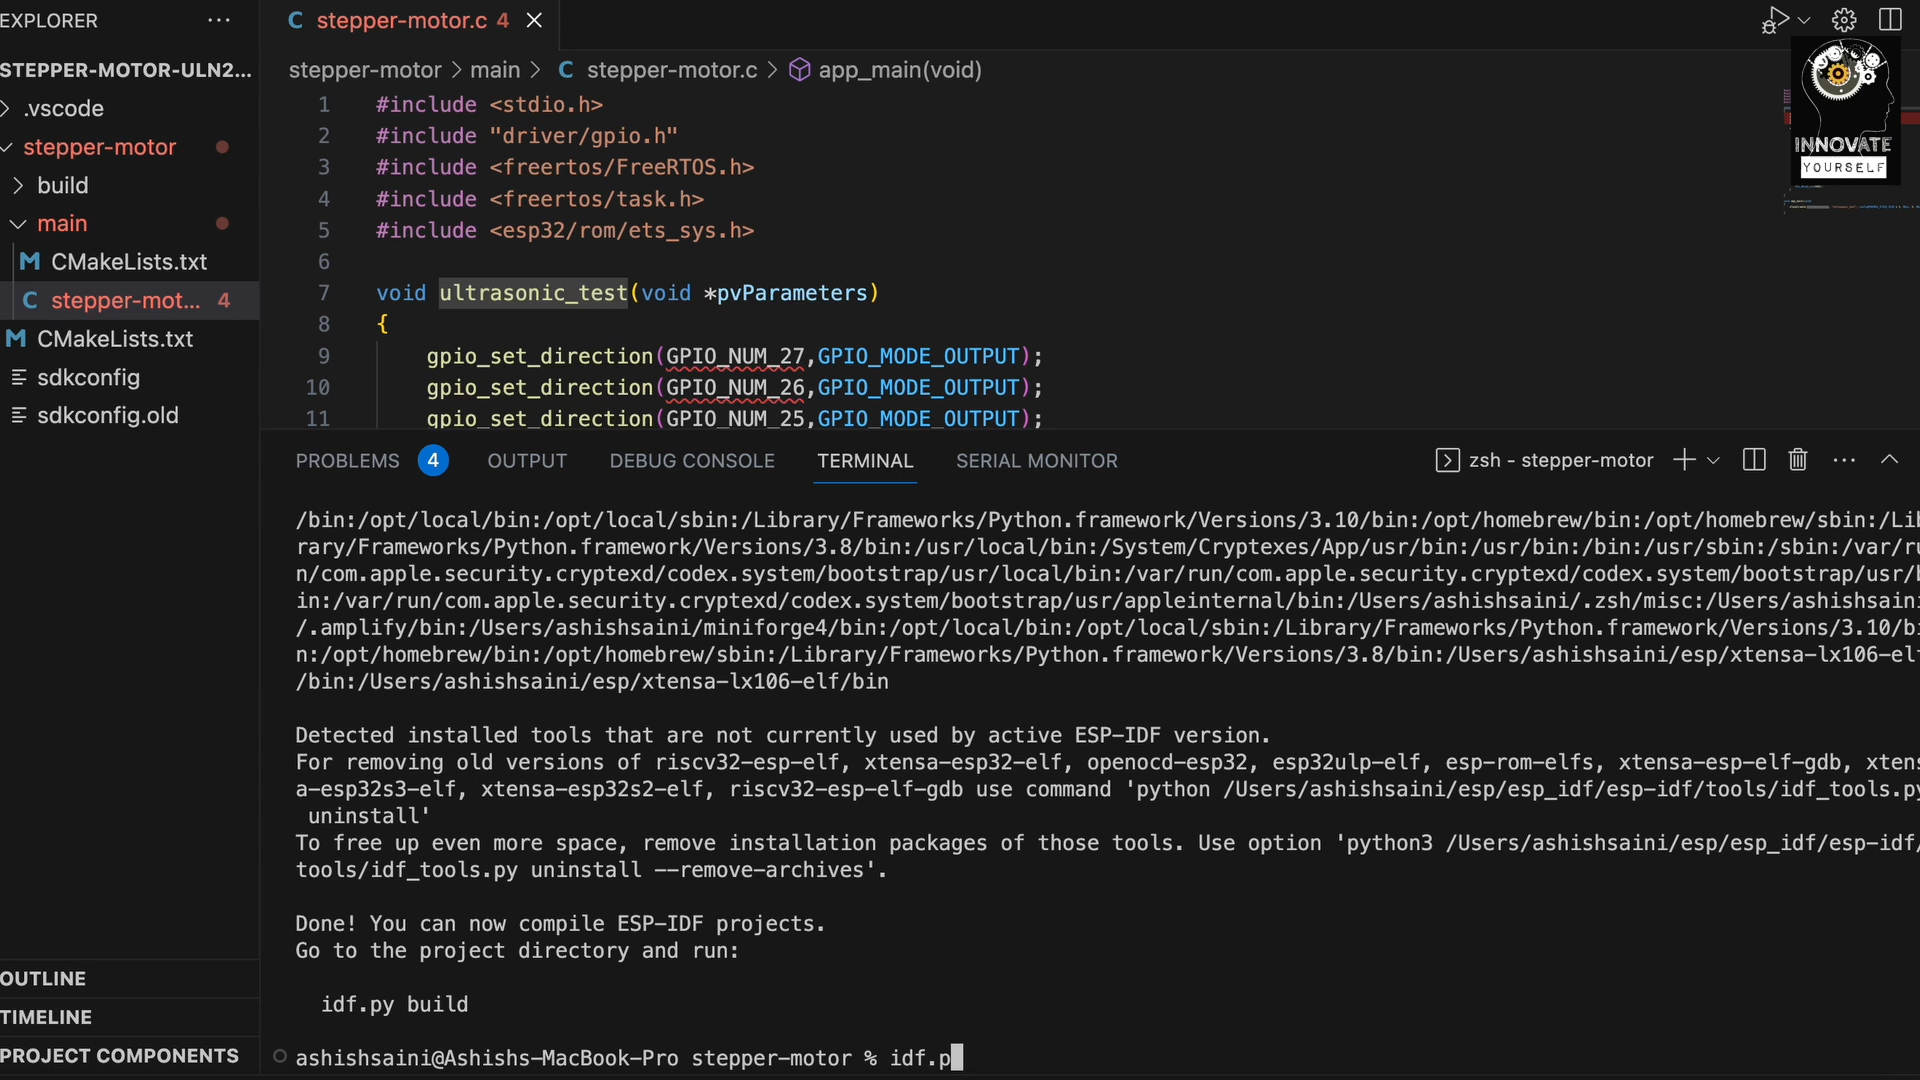 EXPLORER
STEPPER-MOTOR-ULN2...
.vscode
stepper-motor
build
main
CMakeLists.txt
stepper-mot... 4
CMakeLists.txt
sdkconfig
sdkconfig.old
OUTLINE
TIMELINE
PROJECT COMPONENTS
C stepper-motor.c 4
stepper-motor > main > C stepper-motor.c > app_main(void)
1 #include <stdio.h>
2 #include "driver/gpio.h"
3 #include <freertos/FreeRTOS.h>
4 #include <freertos/task.h>
5 #include <esp32/rom/ets_sys.h>
6
7 void ultrasonic_test(void *pvParameters)
8 {
9 gpio_set_direction(GPIO_NUM_27,GPIO_MODE_OUTPUT);
10 gpio_set_direction(GPIO_NUM_26,GPIO_MODE_OUTPUT);
11 gpio_set_direction(GPIO_NUM_25,GPIO_MODE_OUTPUT);
INNOVATE
YOURSELF
PROBLEMS 4 OUTPUT DEBUG CONSOLE TERMINAL SERIAL MONITOR
zsh - stepper-motor
/bin:/opt/local/bin:/opt/local/sbin:/Library/Frameworks/Python.framework/Versions/3.10/bin:/opt/homebrew/bin:/opt/homebrew/sbin:/Lib
rary/Frameworks/Python.framework/Versions/3.8/bin:/usr/local/bin:/System/Cryptexes/App/usr/bin:/usr/bin:/bin:/usr/sbin:/sbin:/var/ru
n/com.apple.security.cryptexd/codex.system/bootstrap/usr/local/bin:/var/run/com.apple.security.cryptexd/codex.system/bootstrap/usr/b
in:/var/run/com.apple.security.cryptexd/codex.system/bootstrap/usr/appleinternal/bin:/Users/ashishsaini/.zsh/misc:/Users/ashishsaini
/.amplify/bin:/Users/ashishsaini/miniforge4/bin:/opt/local/bin:/opt/local/sbin:/Library/Frameworks/Python.framework/Versions/3.10/bi
n:/opt/homebrew/bin:/opt/homebrew/sbin:/Library/Frameworks/Python.framework/Versions/3.8/bin:/Users/ashishsaini/esp/xtensa-lx106-elf
/bin:/Users/ashishsaini/esp/xtensa-lx106-elf/bin
Detected installed tools that are not currently used by active ESP-IDF version.
For removing old versions of riscv32-esp-elf, xtensa-esp32-elf, openocd-esp32, esp32ulp-elf, esp-rom-elfs, xtensa-esp-elf-gdb, xtens
a-esp32s3-elf, xtensa-esp32s2-elf, riscv32-esp-elf-gdb use command 'python /Users/ashishsaini/esp/esp_idf/esp-idf/tools/idf_tools.py
uninstall'
To free up even more space, remove installation packages of those tools. Use option 'python3 /Users/ashishsaini/esp/esp_idf/esp-idf/
tools/idf_tools.py uninstall --remove-archives'.
Done! You can now compile ESP-IDF projects.
Go to the project directory and run:
idf.py build
ashishsaini@Ashishs-MacBook-Pro stepper-motor % idf.p